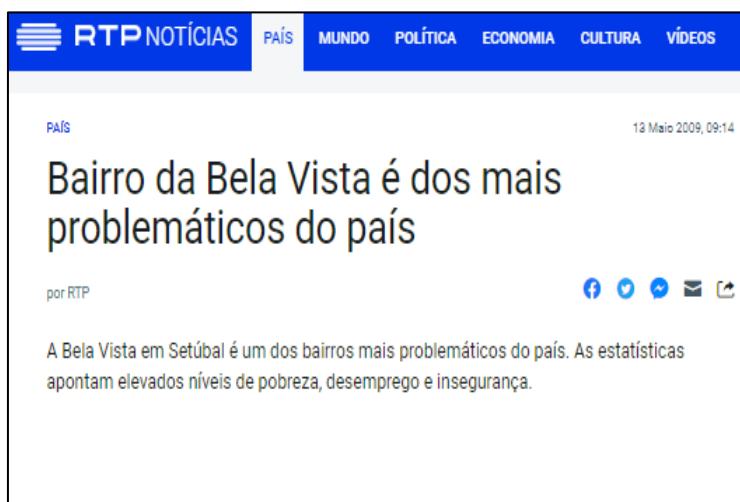 RTP NOTÍCIAS PAÍS MUNDO POLÍTICA ECONOMIA CULTURA VÍDEOS
PAÍS 13 Maio 2009, 09:14
Bairro da Bela Vista é dos mais
problemáticos do país
por RTP
A Bela Vista em Setúbal é um dos bairros mais problemáticos do país. As estatísticas
apontam elevados níveis de pobreza, desemprego e insegurança.